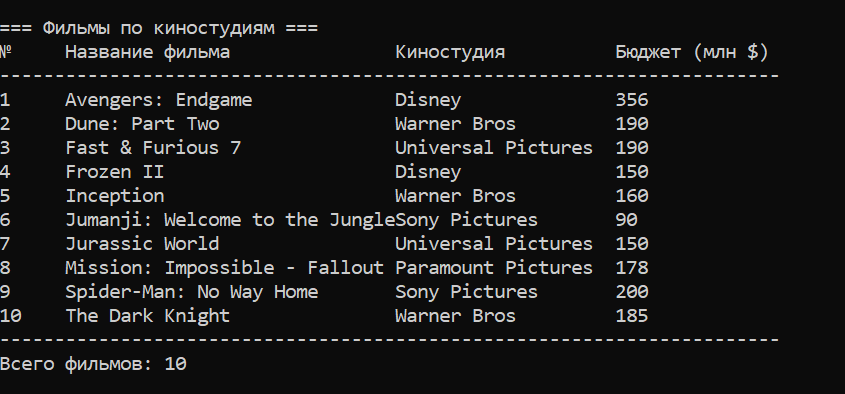 === Фильмы по киностудиям ===
№    Название фильма               Киностудия          Бюджет (млн $)
-----------------------------------------------------------------------
1     Avengers: Endgame             Disney              356
2     Dune: Part Two                Warner Bros         190
3     Fast & Furious 7              Universal Pictures  190
4     Frozen II                     Disney              150
5     Inception                     Warner Bros         160
6     Jumanji: Welcome to the JungleSony Pictures       90
7     Jurassic World                Universal Pictures  150
8     Mission: Impossible - Fallout Paramount Pictures  178
9     Spider-Man: No Way Home       Sony Pictures       200
10    The Dark Knight               Warner Bros         185
-----------------------------------------------------------------------
Всего фильмов: 10